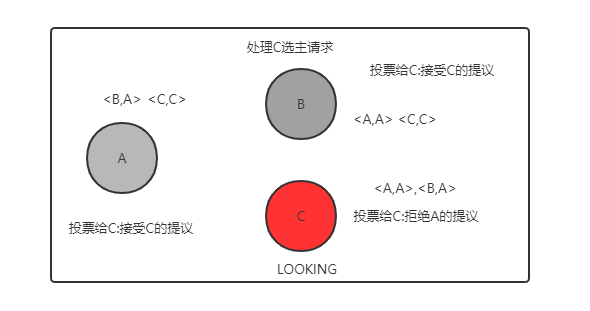 处理C选主请求
投票给C:接受C的提议
<B,A> <C,C>
B
<A,A> <C,C>
A
<A,A>,<B,A>
投票给C:接受C的提议
C
投票给C:拒绝A的提议
LOOKING